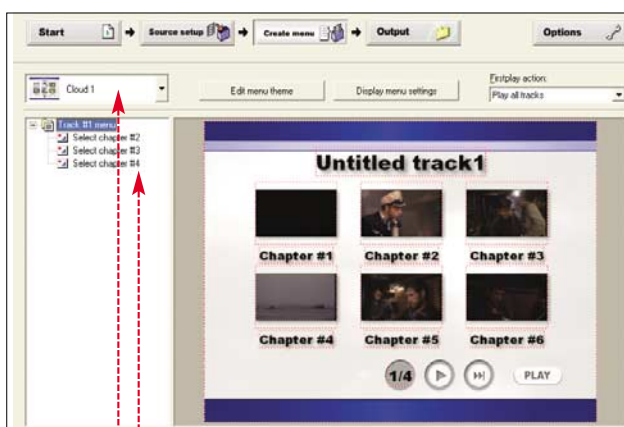 Start
Source setup
Create menu
Output
Options
Cloud 1
Edit menu theme
Display menu settings
Firstplay action:
Play all tracks
Track #1 menu
Select chapter #2
Select chapter #3
Select chapter #4
Untitled track1
Chapter #1 Chapter #2 Chapter #3
Chapter #4 Chapter #5 Chapter #6
1/4 PLAY